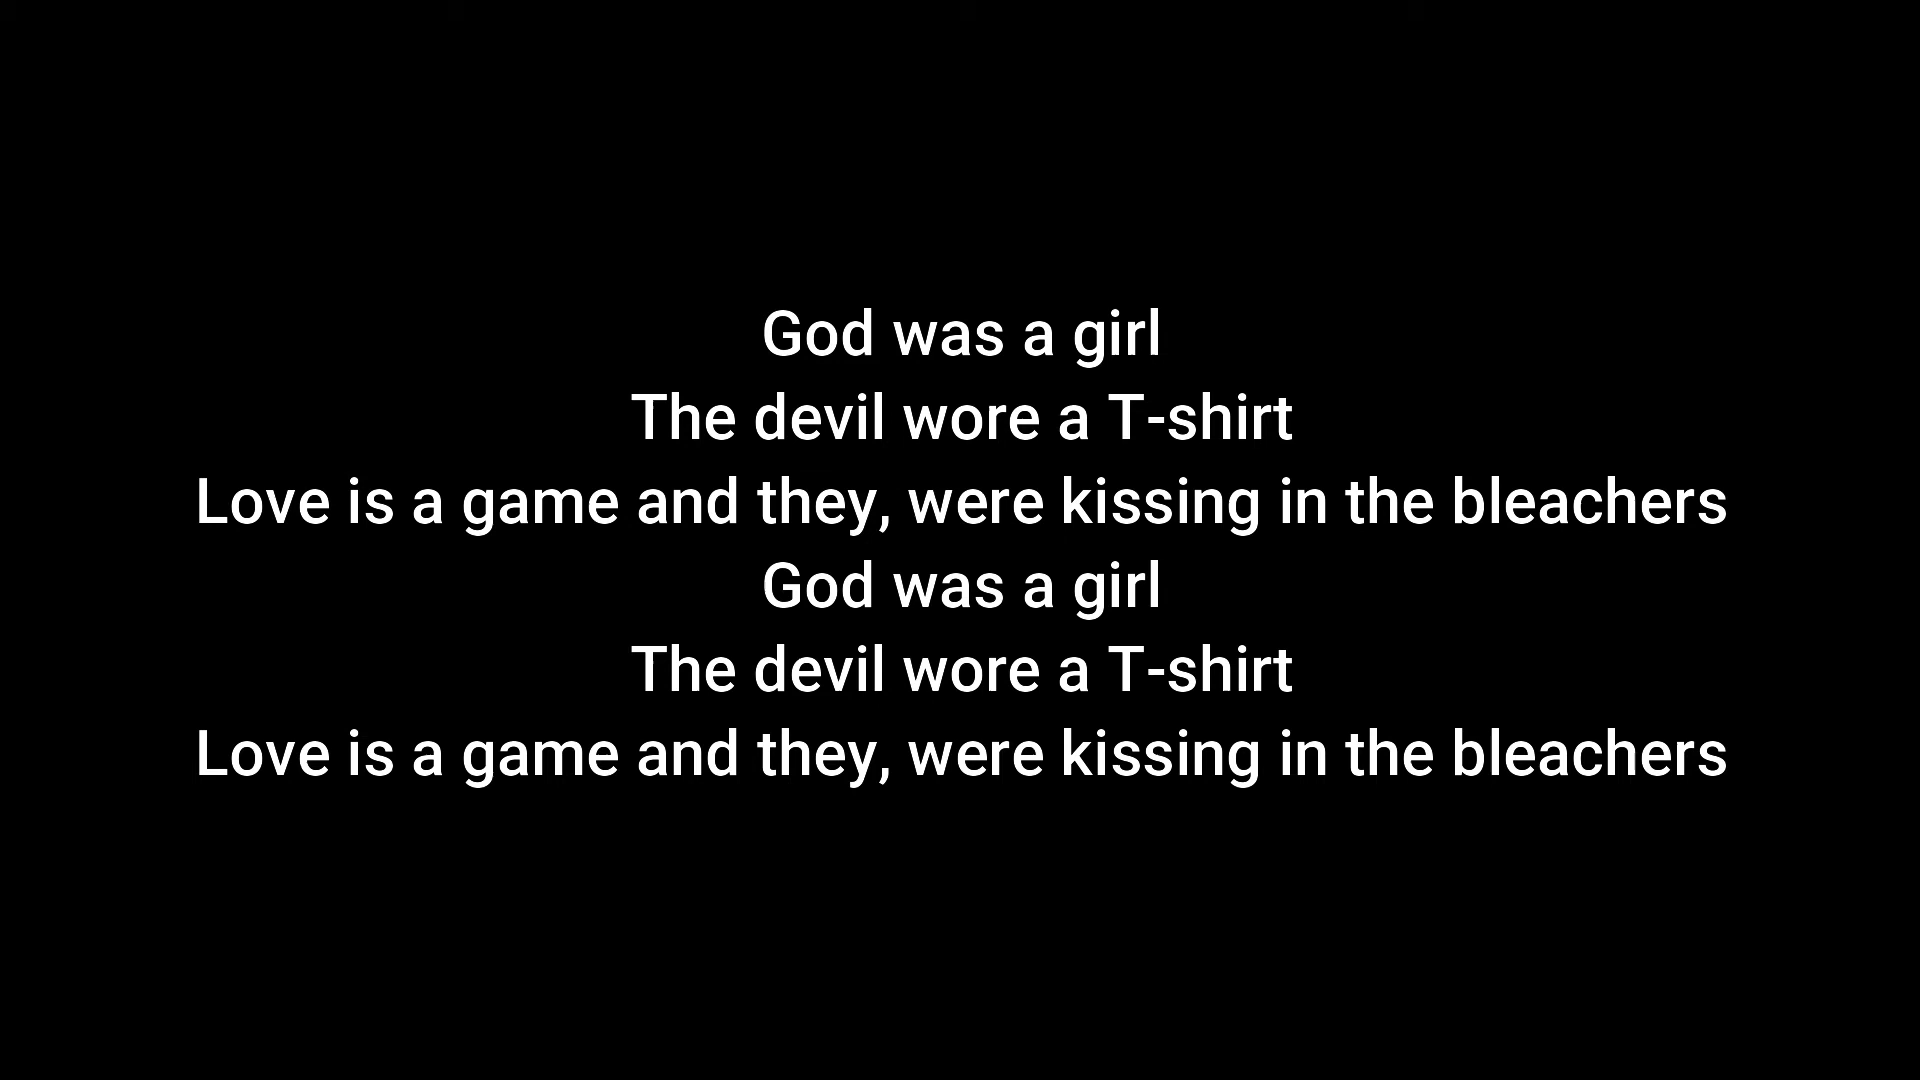 God was a girl
The devil wore a T-shirt
Love is a game and they, were kissing in the bleachers
God was a girl
The devil wore a T-shirt
Love is a game and they, were kissing in the bleachers